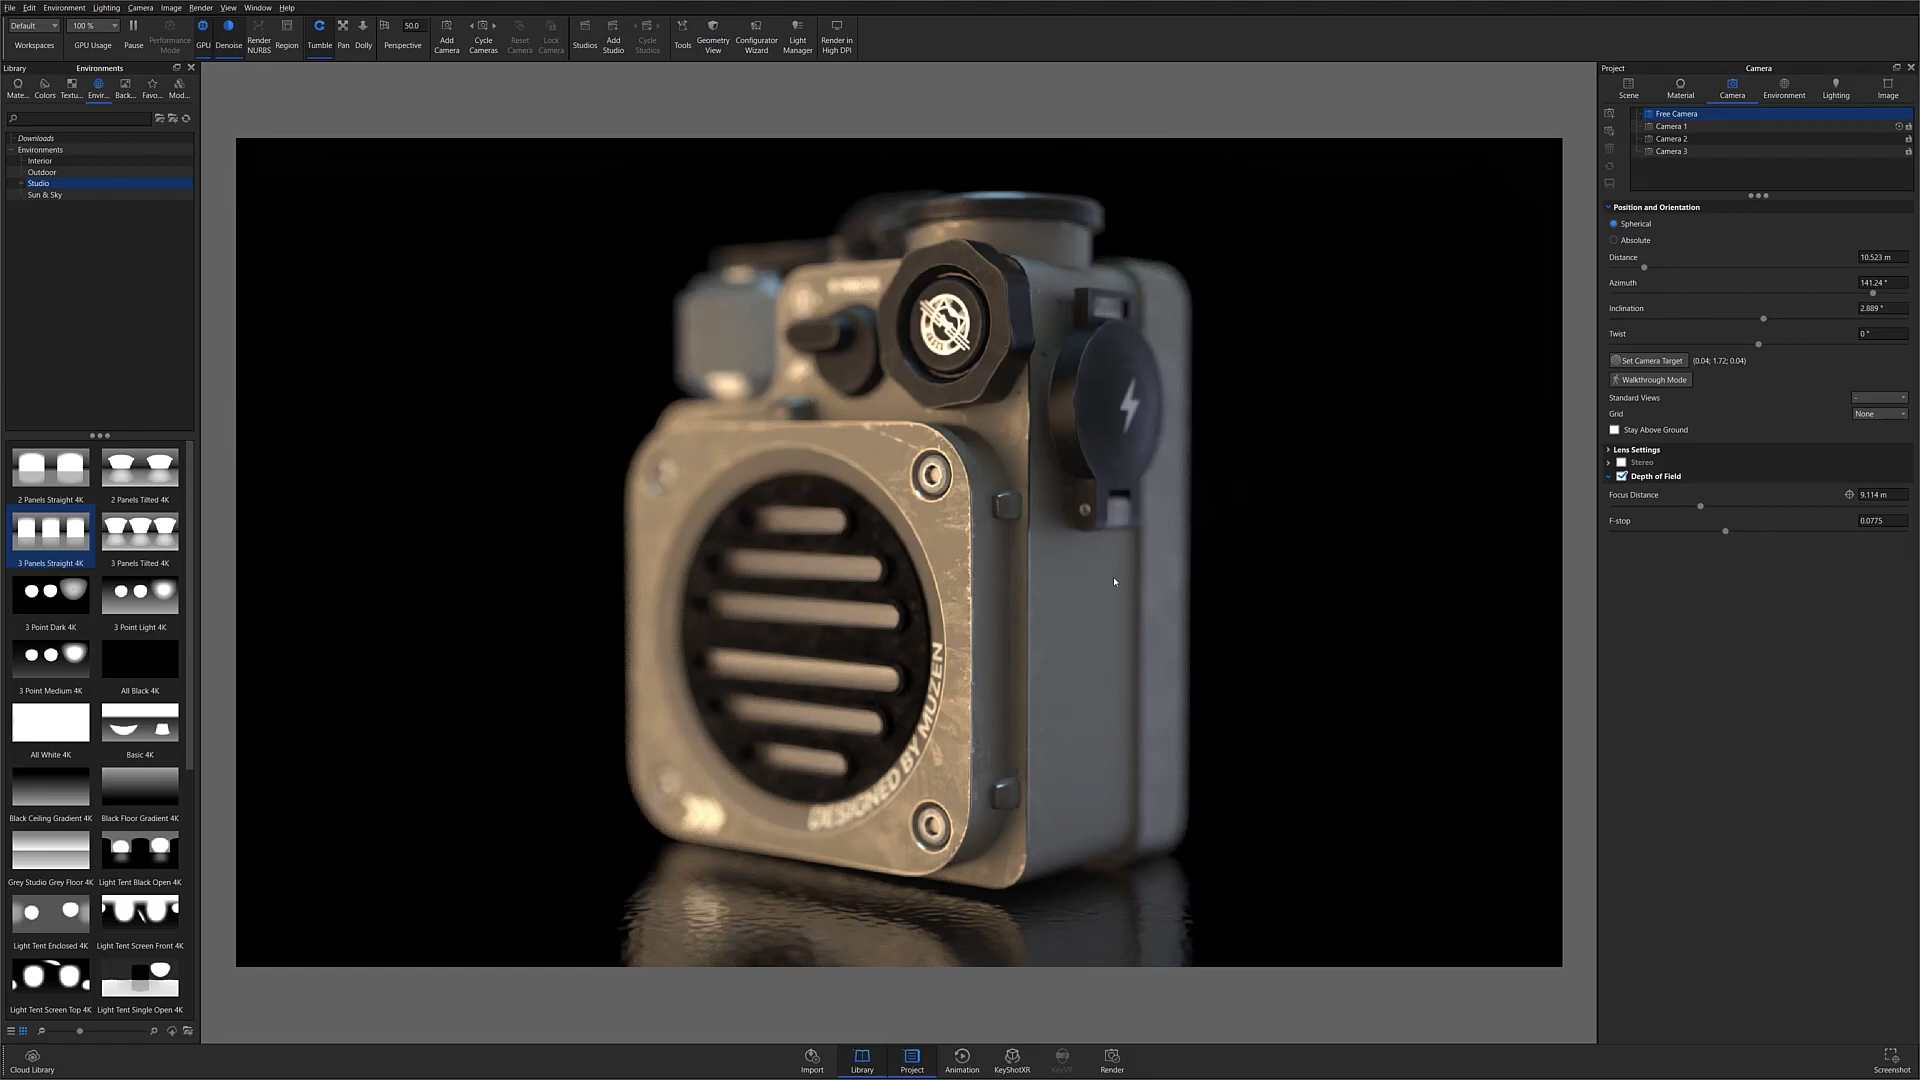 File Edit Environment Lighting Camera Image Render View Window Help
Default 100 % 50.0
Workspaces GPU Usage Pause Performance Mode GPU Denoise Render NURBS Region Tumble Pan Dolly Perspective Add Camera Cycle Cameras Reset Camera Lock Camera Studios Add Studio Cycle Studios Tools Geometry View Configurator Wizard Light Manager Render in High DPI
Library Environments
Mate... Colors Textu... Envir... Back... Favo... Mod...
Downloads
Environments
Interior
Outdoor
Studio
Sun & Sky
2 Panels Straight 4K 2 Panels Tilted 4K
3 Panels Straight 4K 3 Panels Tilted 4K
3 Point Dark 4K 3 Point Light 4K
3 Point Medium 4K All Black 4K
All White 4K Basic 4K
Black Ceiling Gradient 4K Black Floor Gradient 4K
Grey Studio Grey Floor 4K Light Tent Black Open 4K
Light Tent Enclosed 4K Light Tent Screen Front 4K
Light Tent Screen Top 4K Light Tent Single Open 4K
Cloud Library
DESIGNED BY MUZEN
Project Camera
Scene Material Camera Environment Lighting Image
Free Camera
Camera 1
Camera 2
Camera 3
Position and Orientation
Spherical
Absolute
Distance 10.523 m
Azimuth 141.24 °
Inclination 2.889 °
Twist 0 °
Set Camera Target (0.04; 1.72; 0.04)
Walkthrough Mode
Standard Views -
Grid None
Stay Above Ground
Lens Settings
Stereo
Depth of Field
Focus Distance 9.114 m
F-stop 0.0775
Import Library Project Animation KeyShotXR KeyVR Render
Screenshot